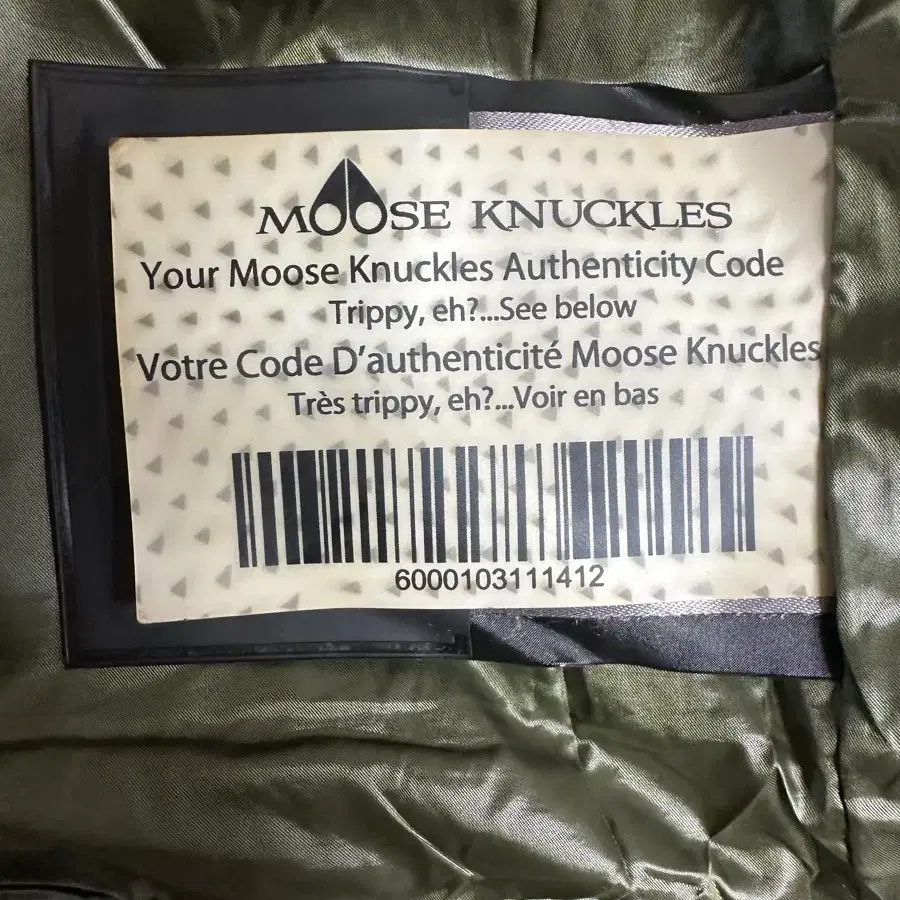 MOOSE KNUCKLES
Your Moose Knuckles Authenticity Code
Trippy, eh?...See below
Votre Code D'authenticité Moose Knuckles
Très trippy, eh?...Voir en bas
6000103111412